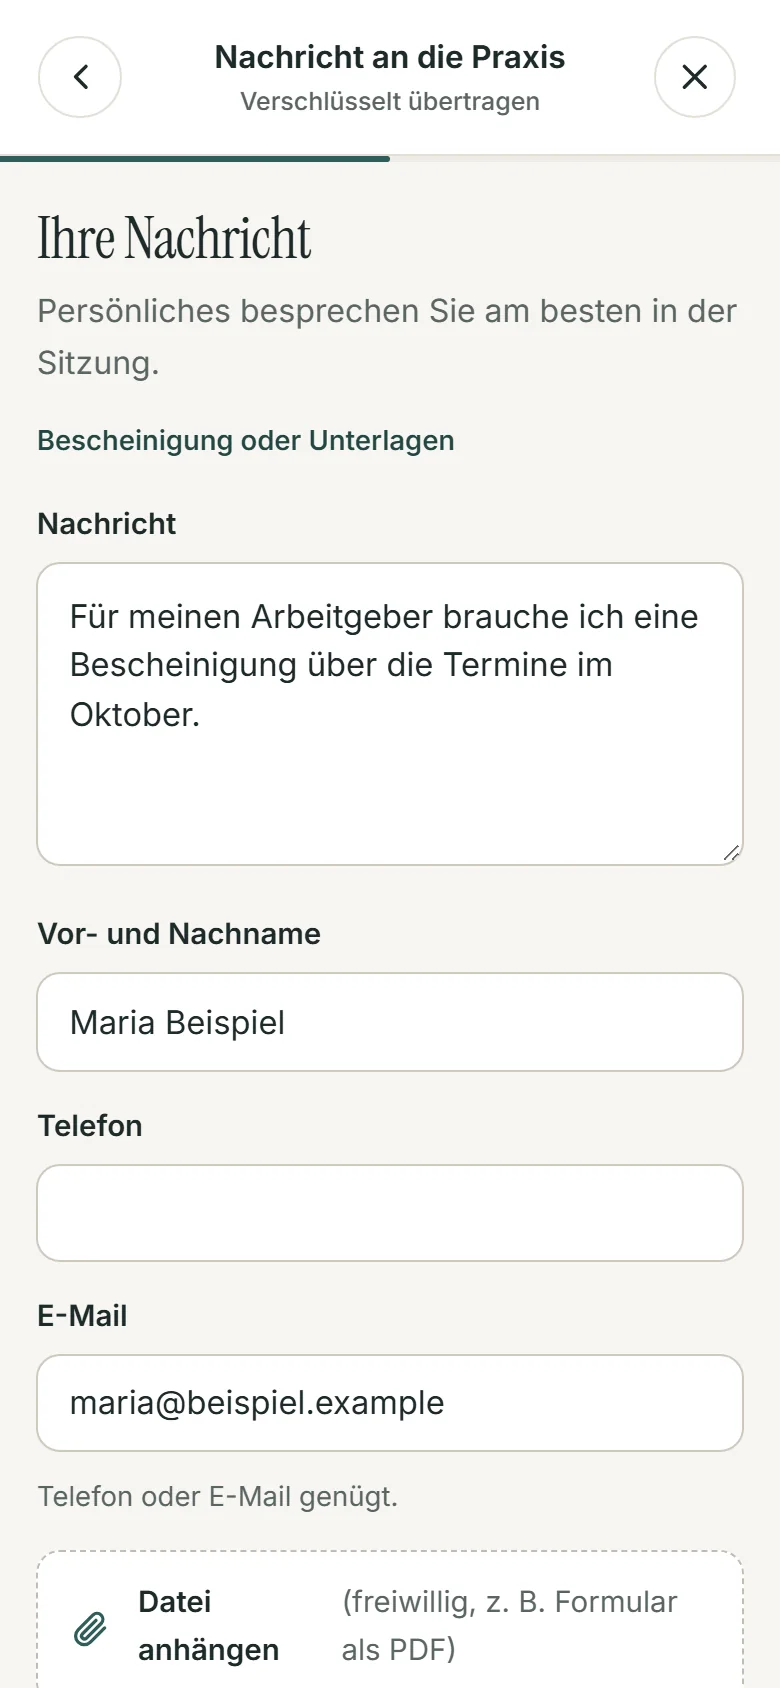 Nachricht an die Praxis
Verschlüsselt übertragen
Ihre Nachricht
Persönliches besprechen Sie am besten in der
Sitzung.
Bescheinigung oder Unterlagen
Nachricht
Für meinen Arbeitgeber brauche ich eine
Bescheinigung über die Termine im
Oktober.
Vor- und Nachname
Maria Beispiel
Telefon
E-Mail
maria@beispiel.example
Telefon oder E-Mail genügt.
Datei
anhängen
(freiwillig, z. B. Formular
als PDF)